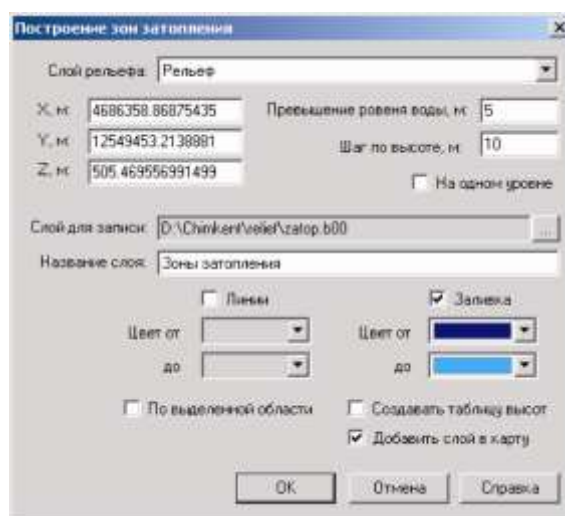 Построение зон затопления
Слой рельефа: Рельеф
X, м: 4686358.86875435
Превышение ровеня воды, м: 5
Y, м: 12549453.2138981
Шаг по высоте, м: 10
Z, м: 505.469556991499
На одном уровне
Слой для записи: D:\Chimkent\relief\zatop.b00 ...
Название слоя: Зоны затопления
Линии Заливка
Цвет от Цвет от
до до
По выделенной области Создавать таблицу высот
Добавить слой в карту
OK Отмена Справка